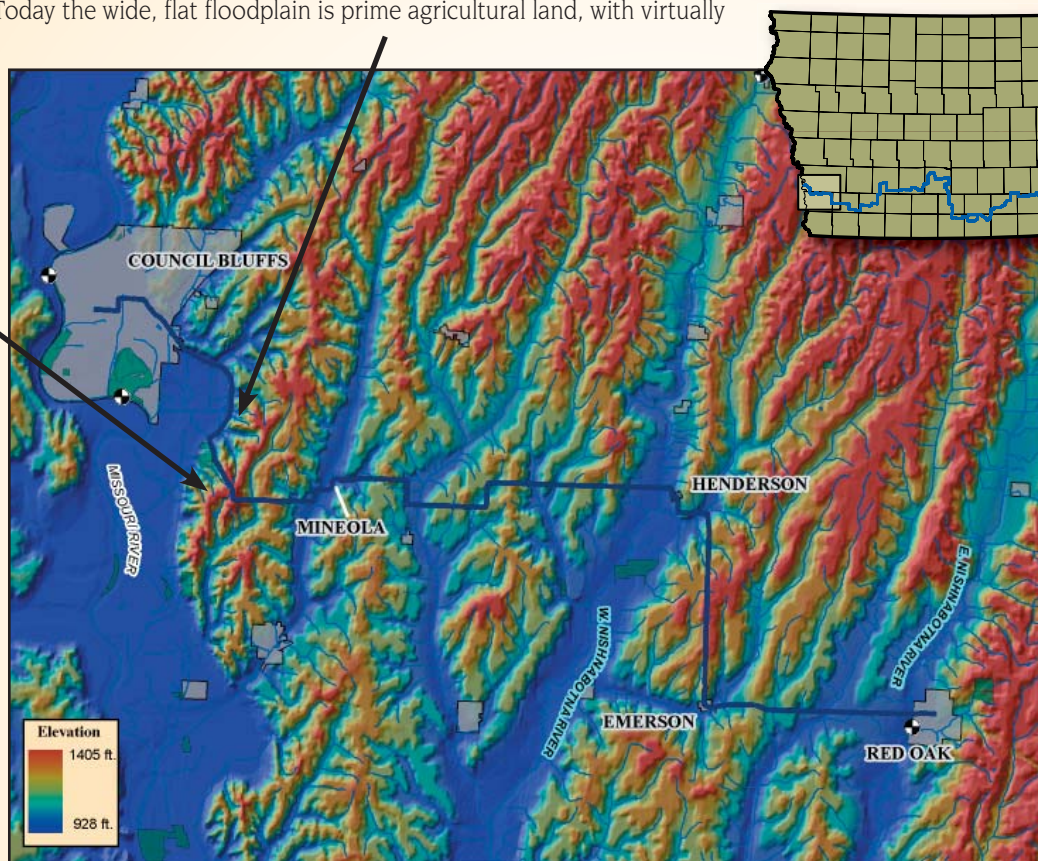 Today the wide, flat floodplain is prime agricultural land, with virtually
COUNCIL BLUFFS
MISSOURI RIVER
MINEOLA
HENDERSON
W. NISHNABOTNA RIVER
E. NISHNABOTNA RIVER
EMERSON
RED OAK
Elevation
1405 ft.
928 ft.